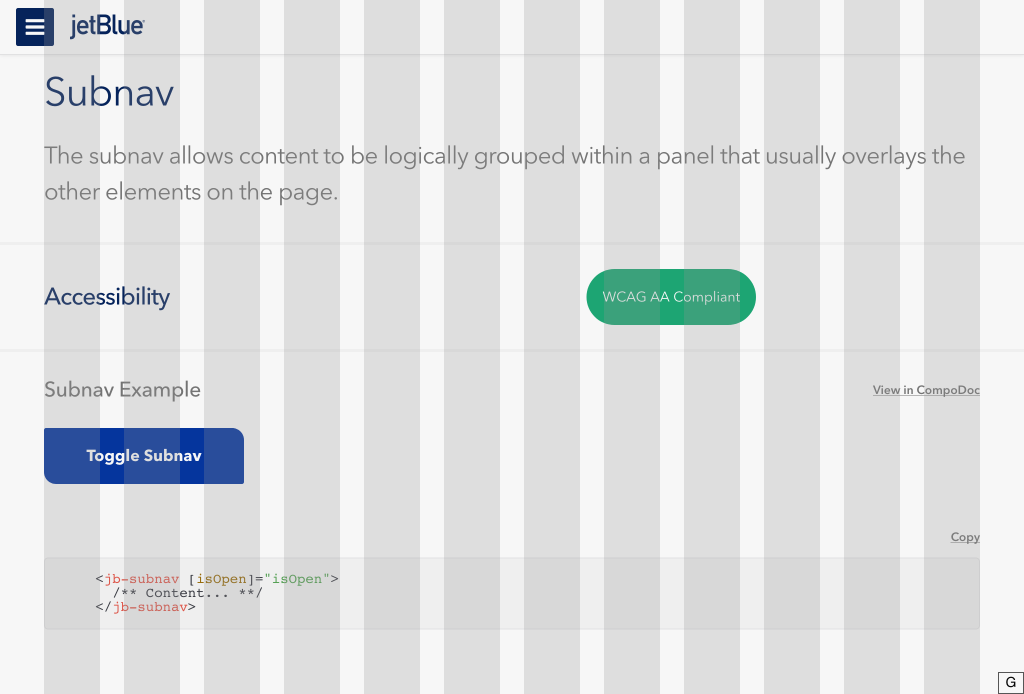 jetBlue
Subnav
The subnav allows content to be logically grouped within a panel that usually overlays the
other elements on the page.
Accessibility
WCAG AA Compliant
Subnav Example
View in CompoDoc
Toggle Subnav
Copy
<jb-subnav [isOpen]="isOpen">
  /** Content... **/
</jb-subnav>
G